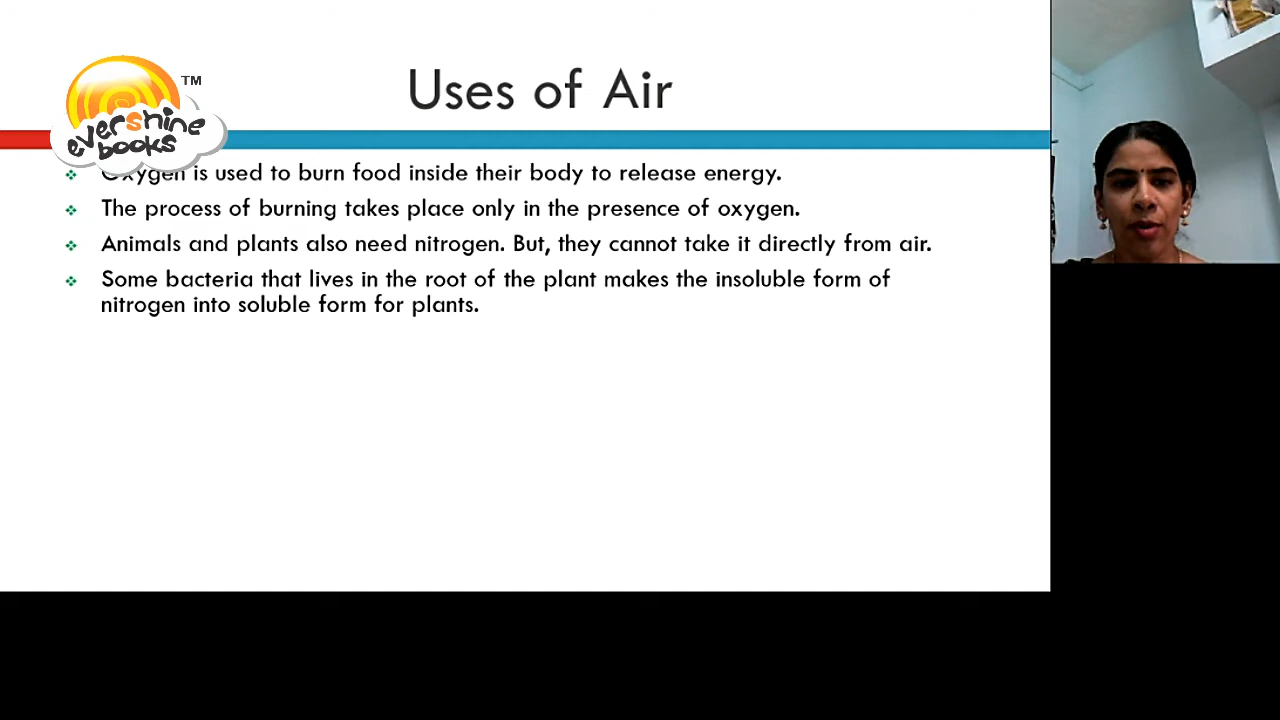 evershine
books
TM
Uses of Air
Oxygen is used to burn food inside their body to release energy.
The process of burning takes place only in the presence of oxygen.
Animals and plants also need nitrogen. But, they cannot take it directly from air.
Some bacteria that lives in the root of the plant makes the insoluble form of
nitrogen into soluble form for plants.